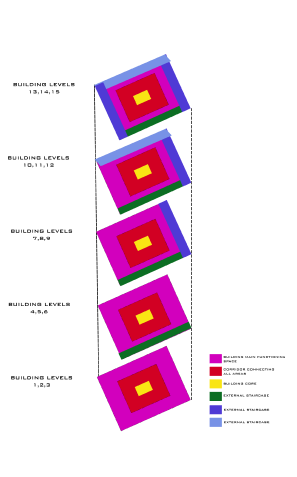 BUILDING LEVELS
13,14,15
BUILDING LEVELS
10,11,12
BUILDING LEVELS
7,8,9
BUILDING LEVELS
4,5,6
BUILDING LEVELS
1,2,3
BUILDING MAIN FUNCTIONING
SPACE
CORRIDOR CONNECTING
ALL AREAS
BUILDING CORE
EXTERNAL STAIRCASE
EXTERNAL STAIRCASE
EXTERNAL STAIRCASE